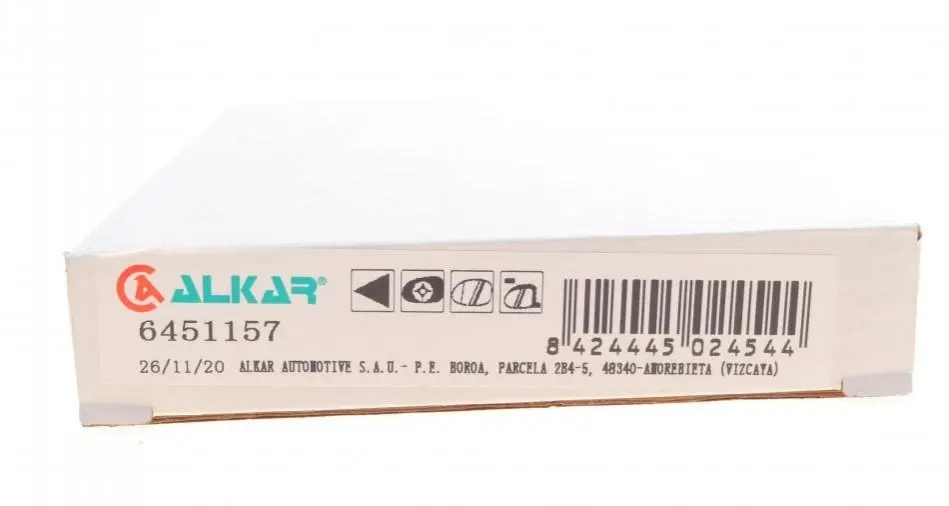 ALKAR®
6451157
8 424445 024544
26/11/20 ALKAR AUTOMOTIVE S.A.U.- P.E. BOROA, PARCELA 2B4-5, 48340-AMOREBIETA (VIZCAYA)